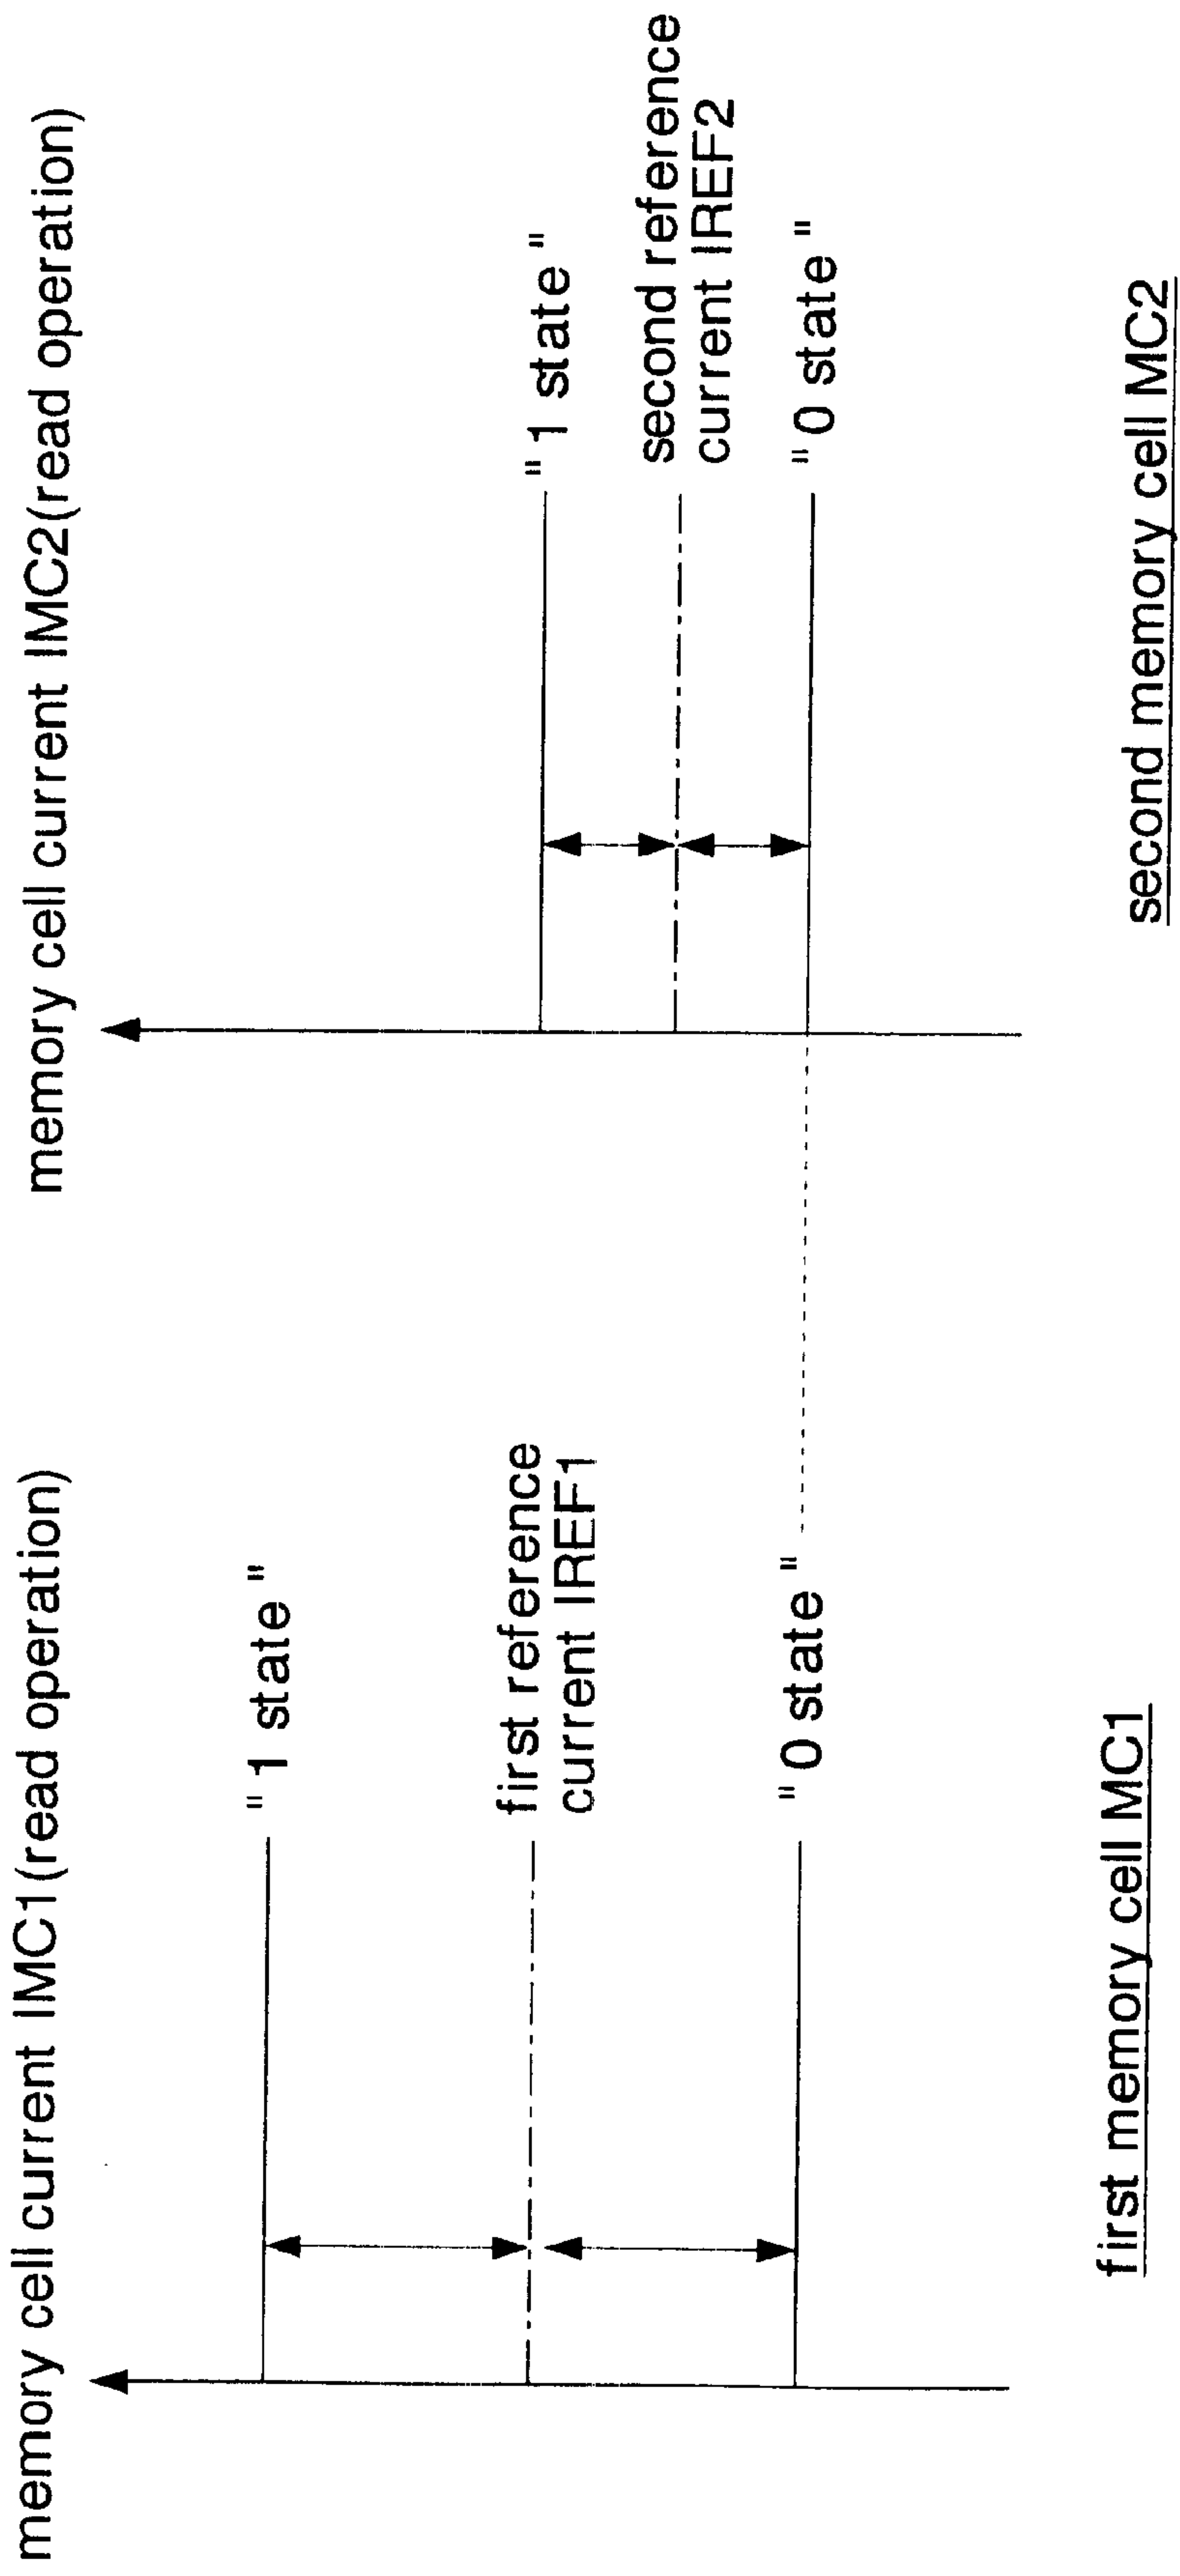 memory cell current IMC1(read operation)
" 1 state "
first reference
current IREF1
" 0 state "
first memory cell MC1
memory cell current IMC2(read operation)
" 1 state "
second reference
current IREF2
" 0 state "
second memory cell MC2